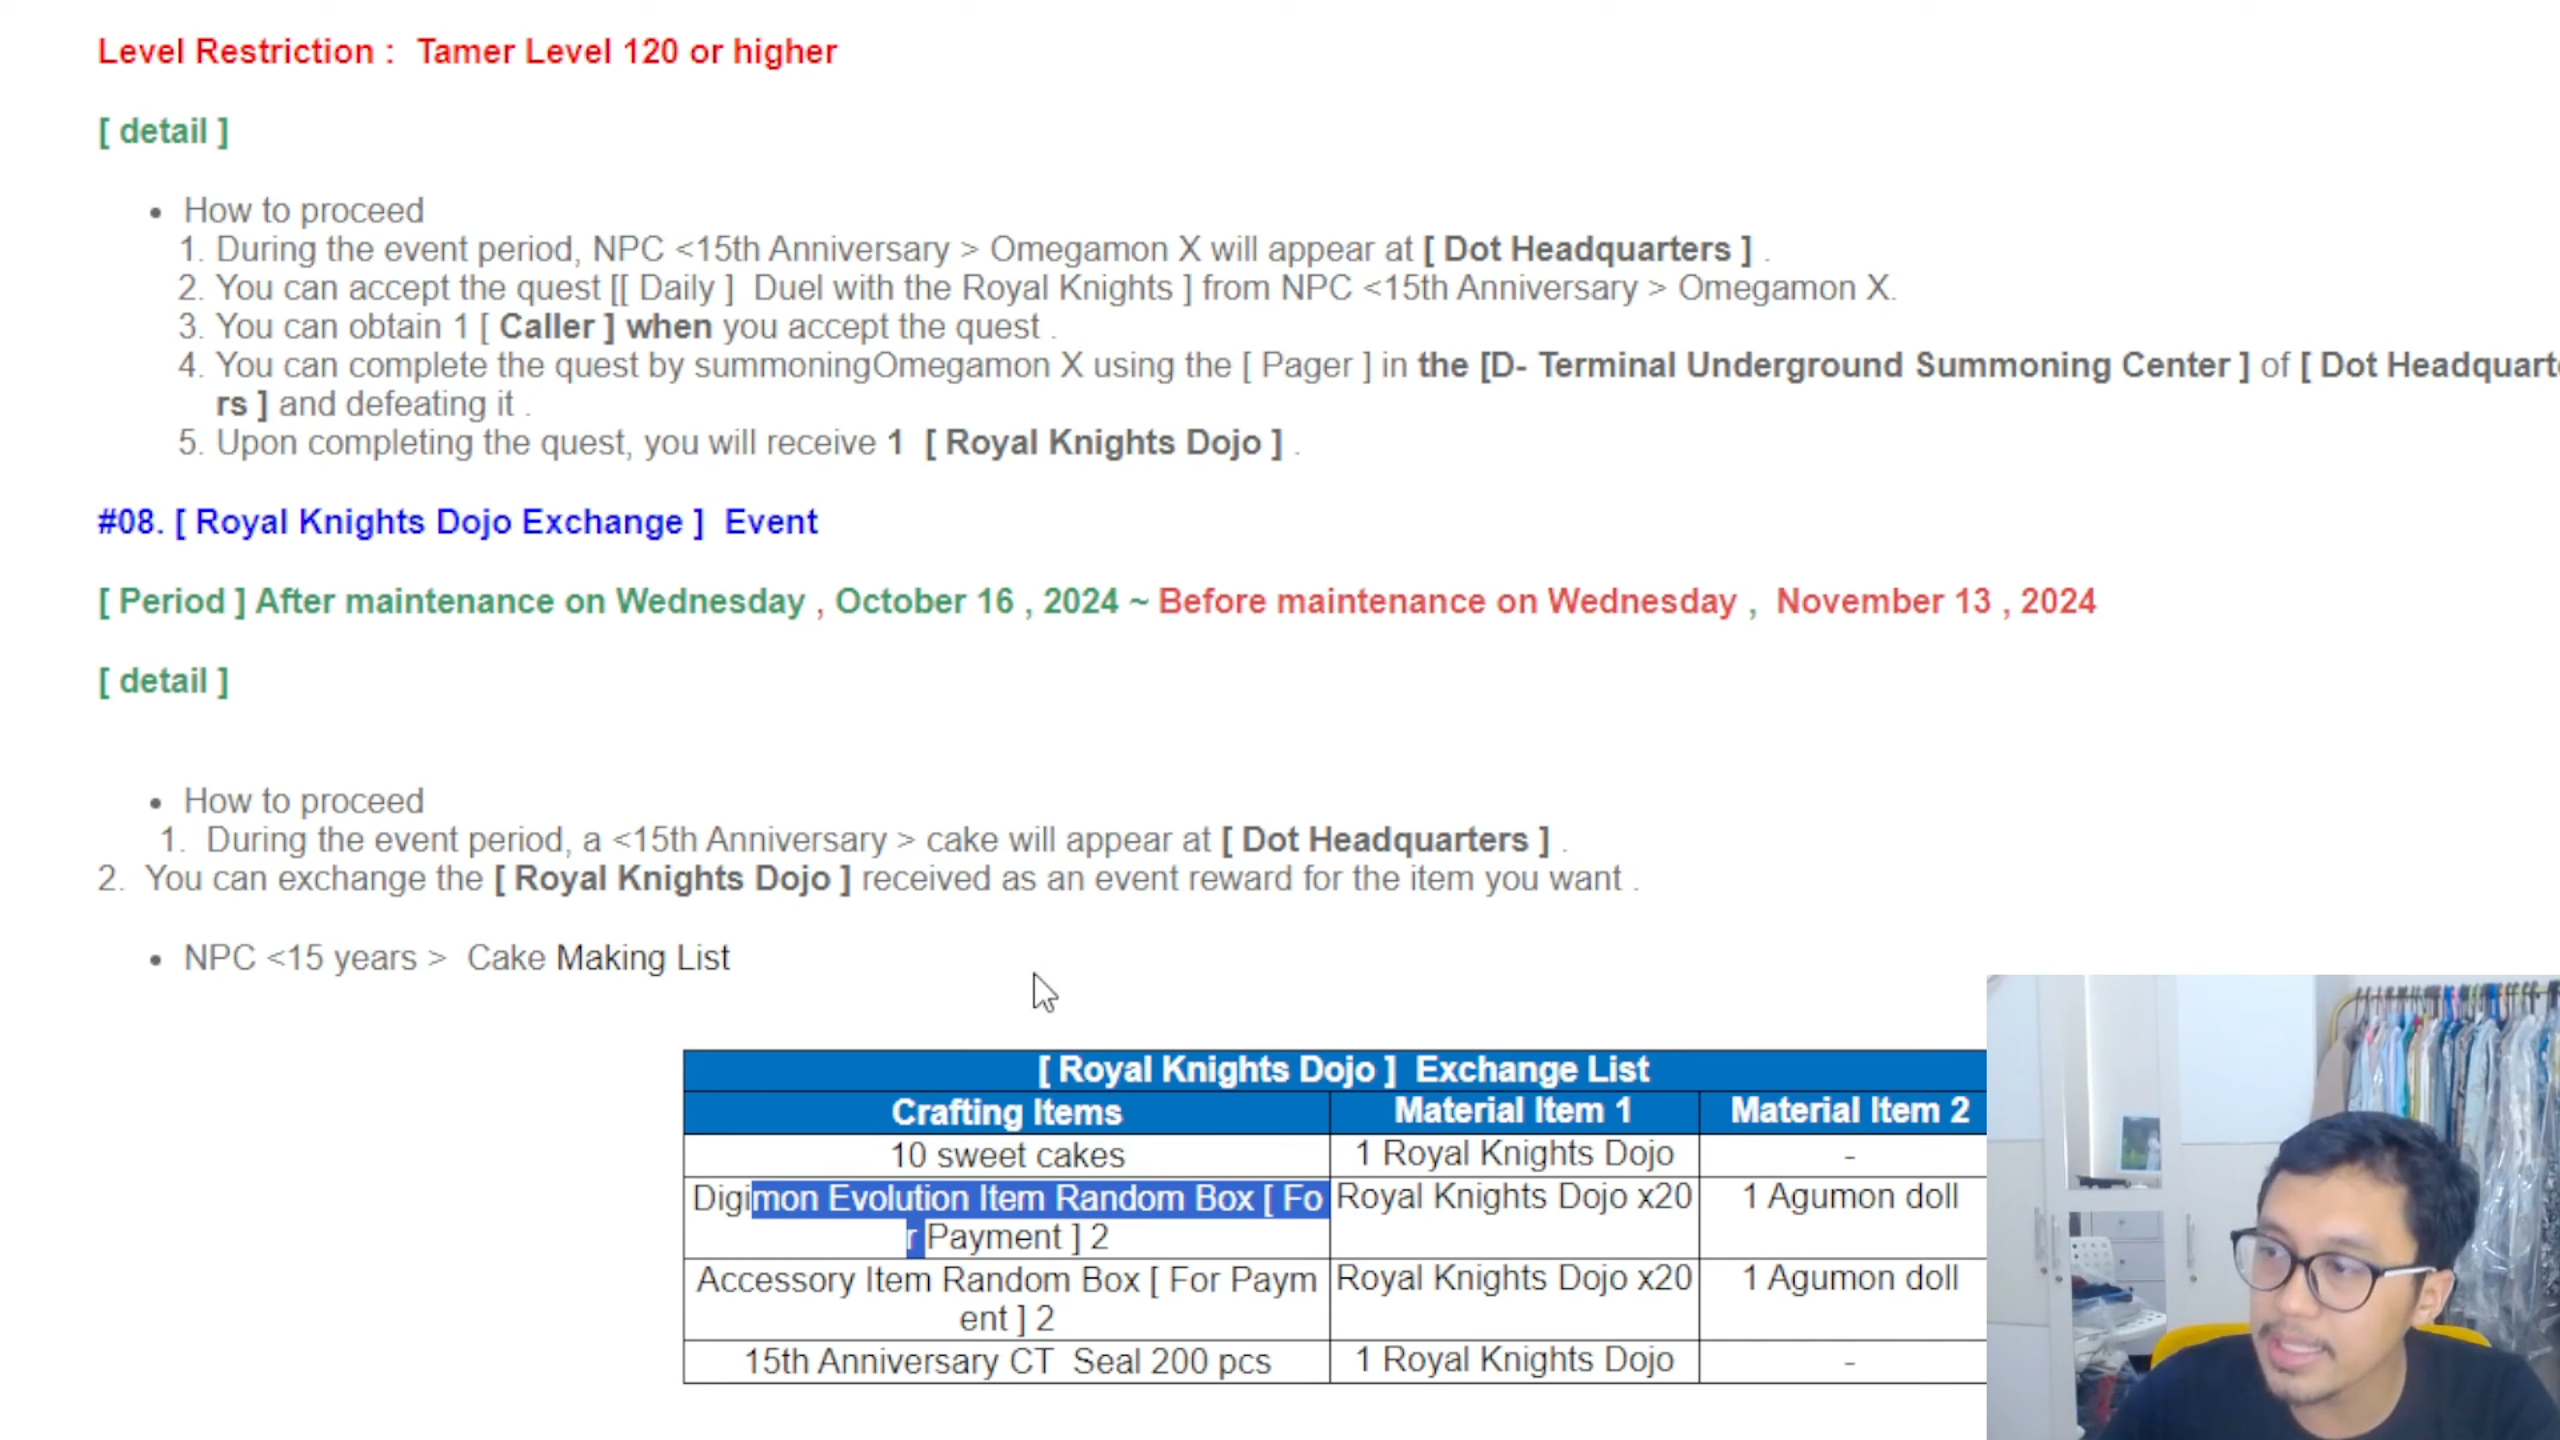 Level Restriction : Tamer Level 120 or higher
[ detail ]
• How to proceed
1. During the event period, NPC <15th Anniversary > Omegamon X will appear at [ Dot Headquarters ] .
2. You can accept the quest [[ Daily ] Duel with the Royal Knights ] from NPC <15th Anniversary > Omegamon X.
3. You can obtain 1 [ Caller ] when you accept the quest .
4. You can complete the quest by summoningOmegamon X using the [ Pager ] in the [D- Terminal Underground Summoning Center ] of [ Dot Headquarte
rs ] and defeating it .
5. Upon completing the quest, you will receive 1 [ Royal Knights Dojo ] .
#08. [ Royal Knights Dojo Exchange ] Event
[ Period ] After maintenance on Wednesday , October 16 , 2024 ~ Before maintenance on Wednesday , November 13 , 2024
[ detail ]
• How to proceed
1. During the event period, a <15th Anniversary > cake will appear at [ Dot Headquarters ] .
2. You can exchange the [ Royal Knights Dojo ] received as an event reward for the item you want .
• NPC <15 years > Cake Making List
[ Royal Knights Dojo ] Exchange List
Crafting Items Material Item 1 Material Item 2
10 sweet cakes 1 Royal Knights Dojo -
Digimon Evolution Item Random Box [ Fo Royal Knights Dojo x20 1 Agumon doll
r Payment ] 2
Accessory Item Random Box [ For Paym Royal Knights Dojo x20 1 Agumon doll
ent ] 2
15th Anniversary CT Seal 200 pcs 1 Royal Knights Dojo -